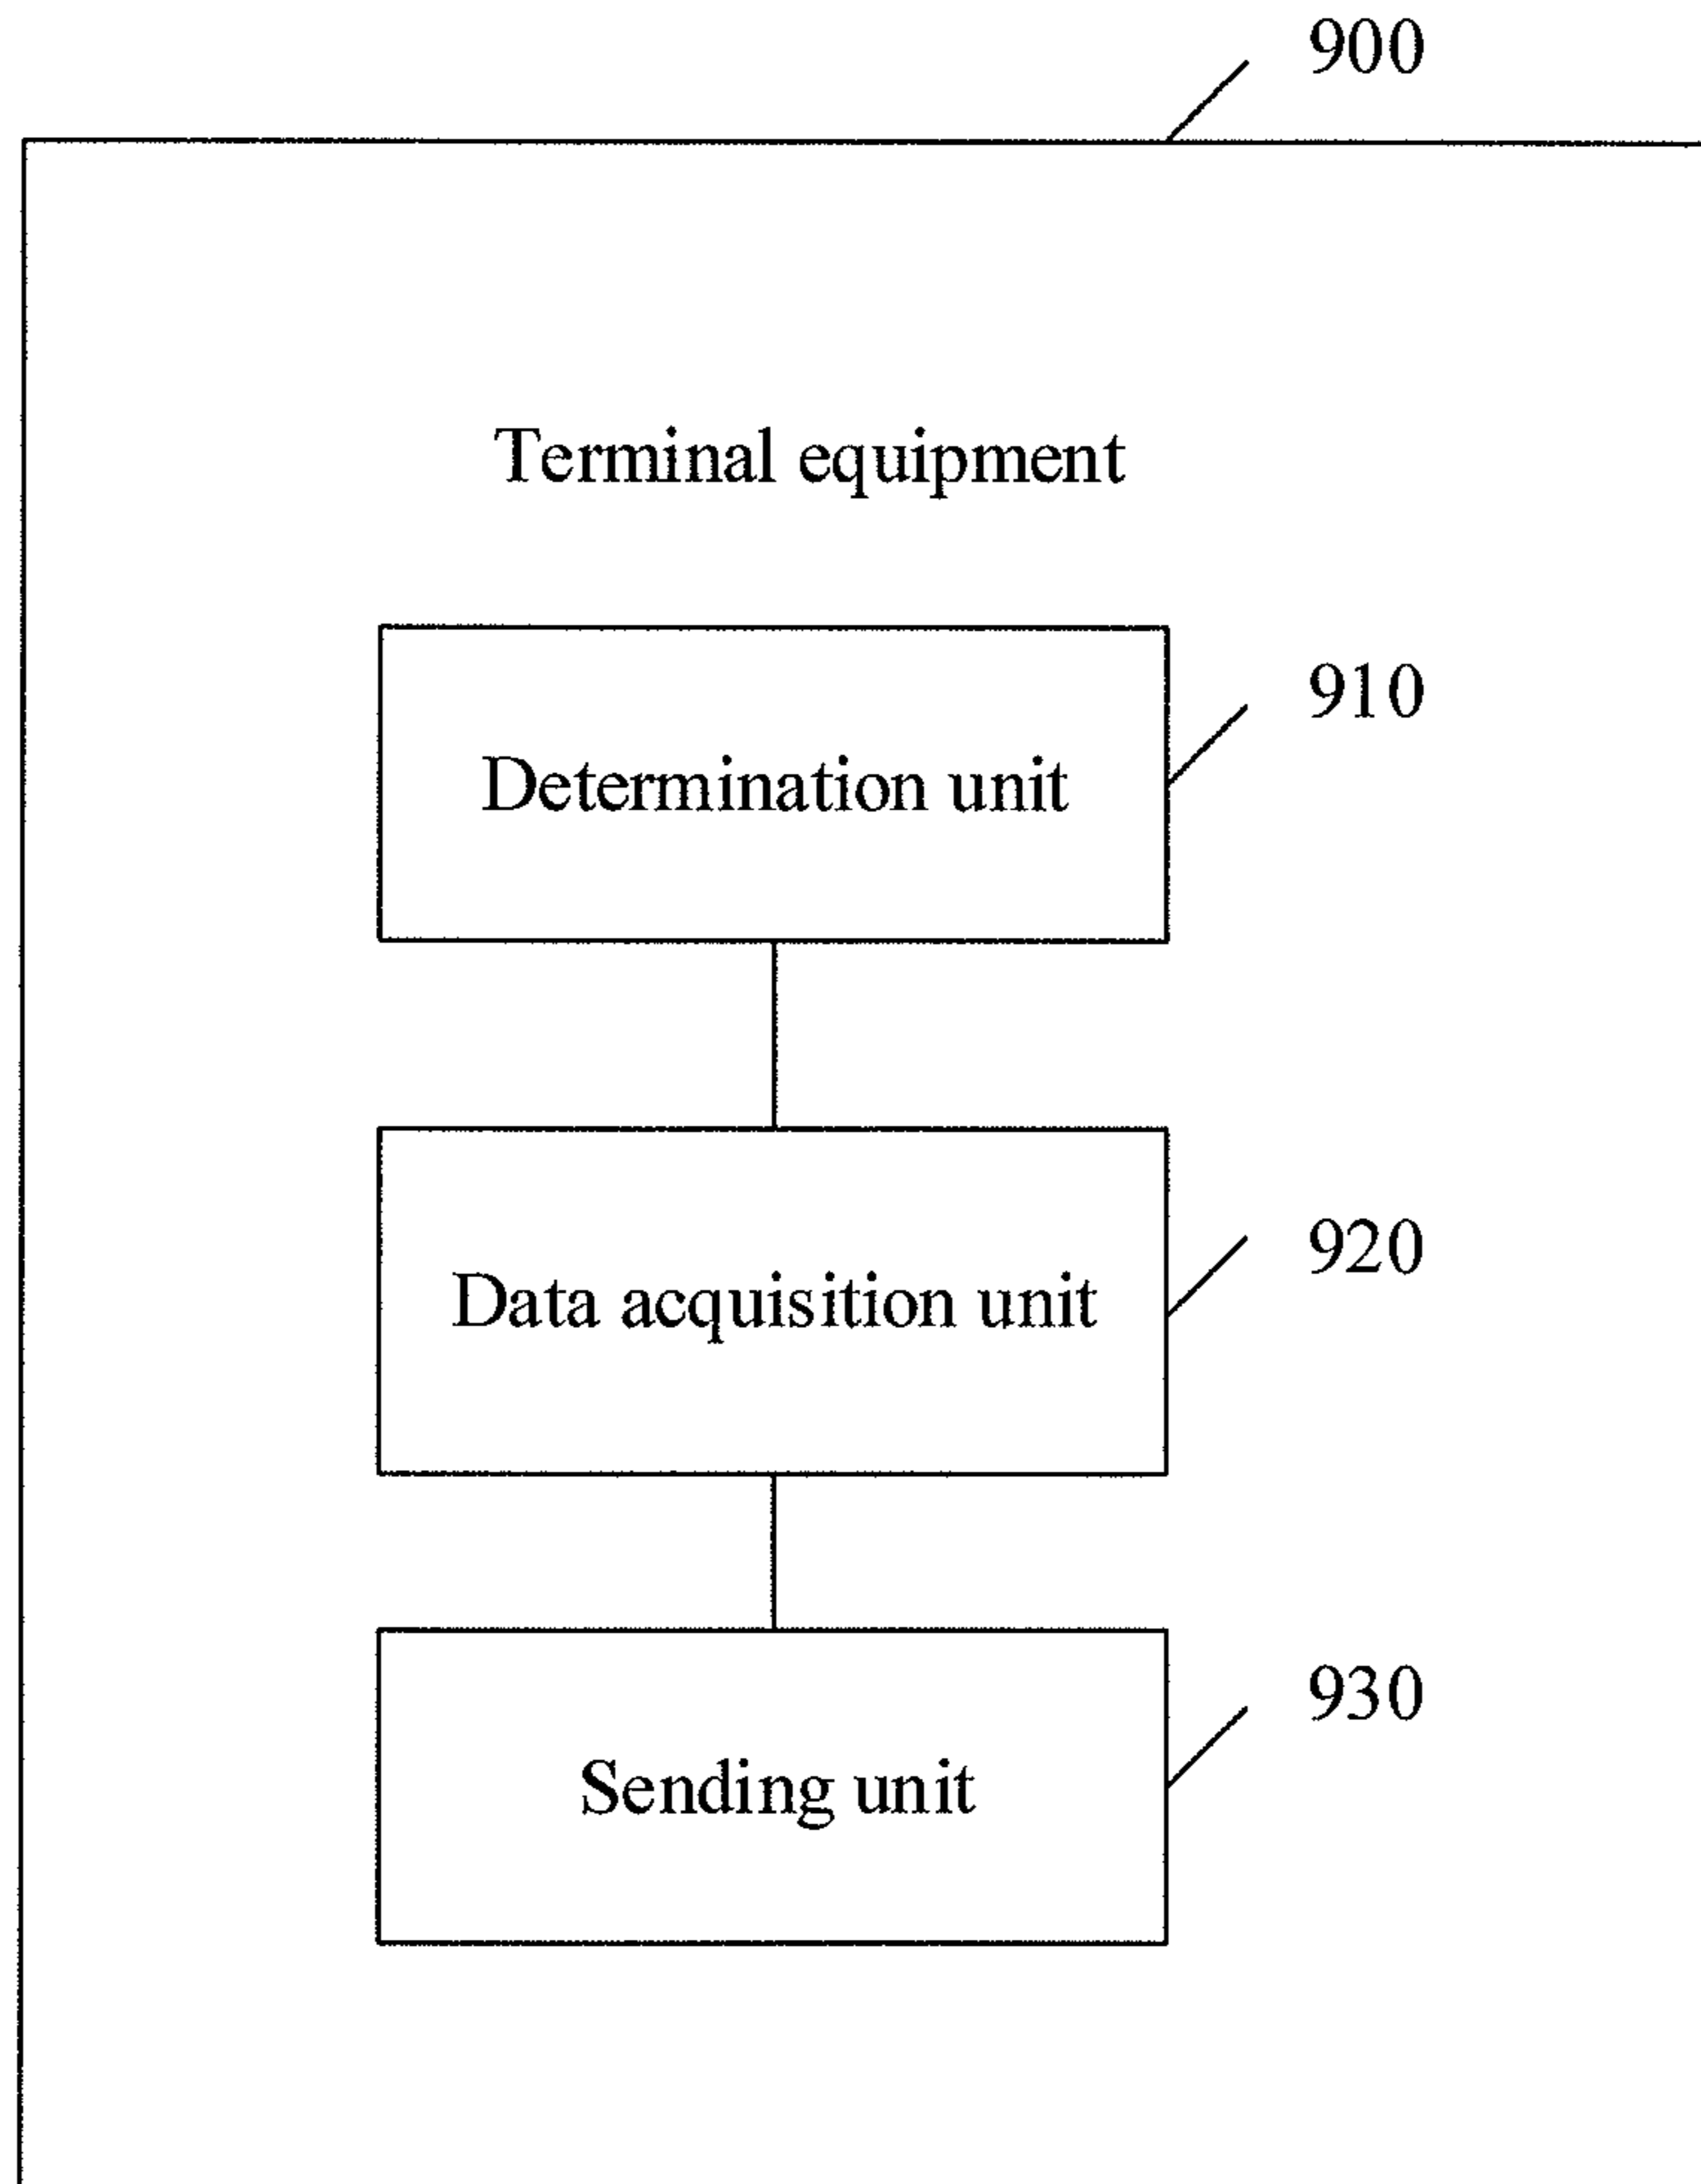 900
Terminal equipment
910
Determination unit
920
Data acquisition unit
930
Sending unit